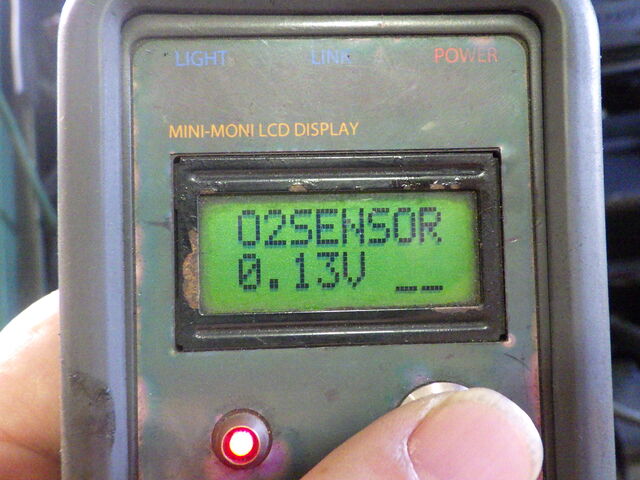 LIGHT LINK POWER
MINI-MONI LCD DISPLAY
O2SENSOR
0.13V __